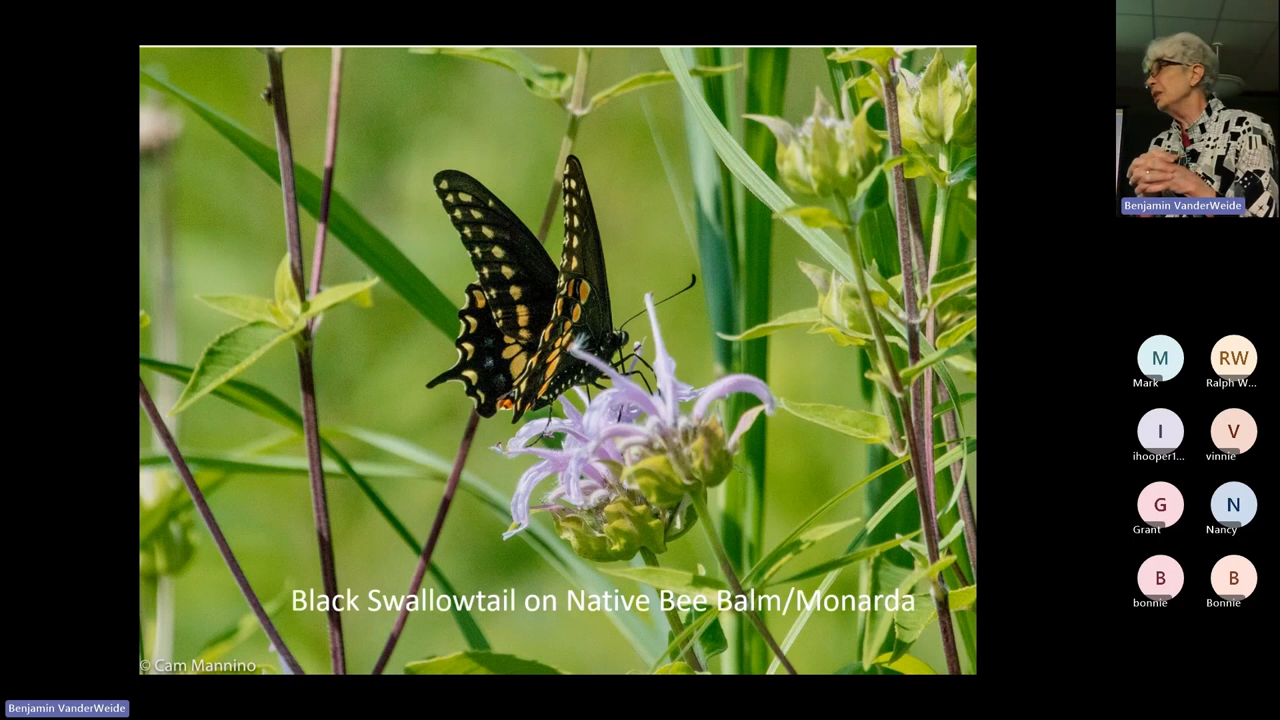 Benjamin VanderWeide
M
RW
Mark
Ralph W...
I
V
ihooper1...
vinnie
G
N
Grant
Nancy
B
B
bonnie
Bonnie
Black Swallowtail on Native Bee Balm/Monarda
© Cam Mannino
Benjamin VanderWeide